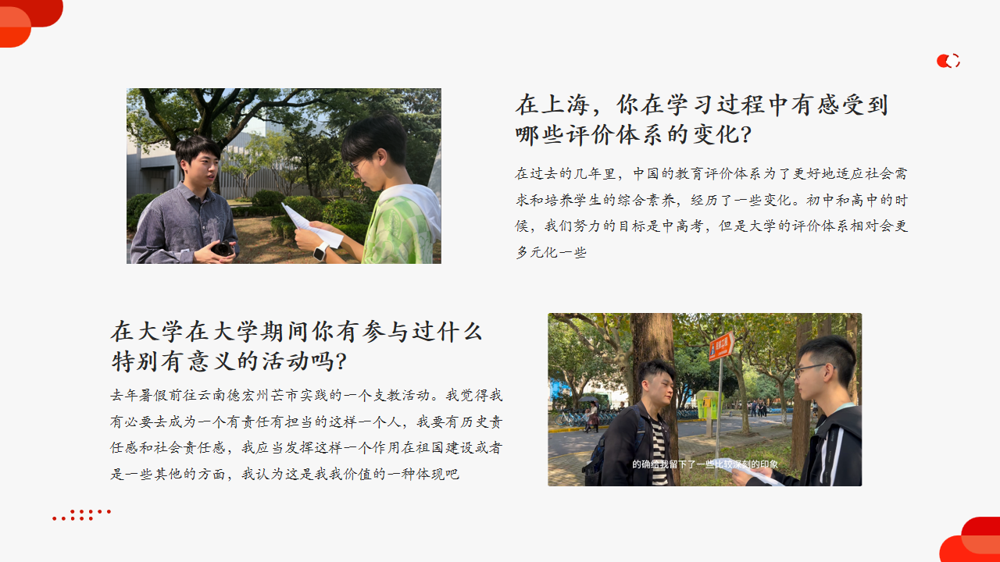 在上海，你在学习过程中有感受到
哪些评价体系的变化？
在过去的几年里，中国的教育评价体系为了更好地适应社会需
求和培养学生的综合素养，经历了一些变化。初中和高中的时
候，我们努力的目标是中高考，但是大学的评价体系相对会更
多元化一些
在大学在大学期间你有参与过什么
特别有意义的活动吗？
去年暑假前往云南德宏州芒市实践的一个支教活动。我觉得我
有必要去成为一个有责任有担当的这样一个人，我要有历史责
任感和社会责任感，我应当发挥这样一个作用在祖国建设或者
是一些其他的方面，我认为这是我我价值的一种体现吧
的确给我留下了一些比较深刻的印象